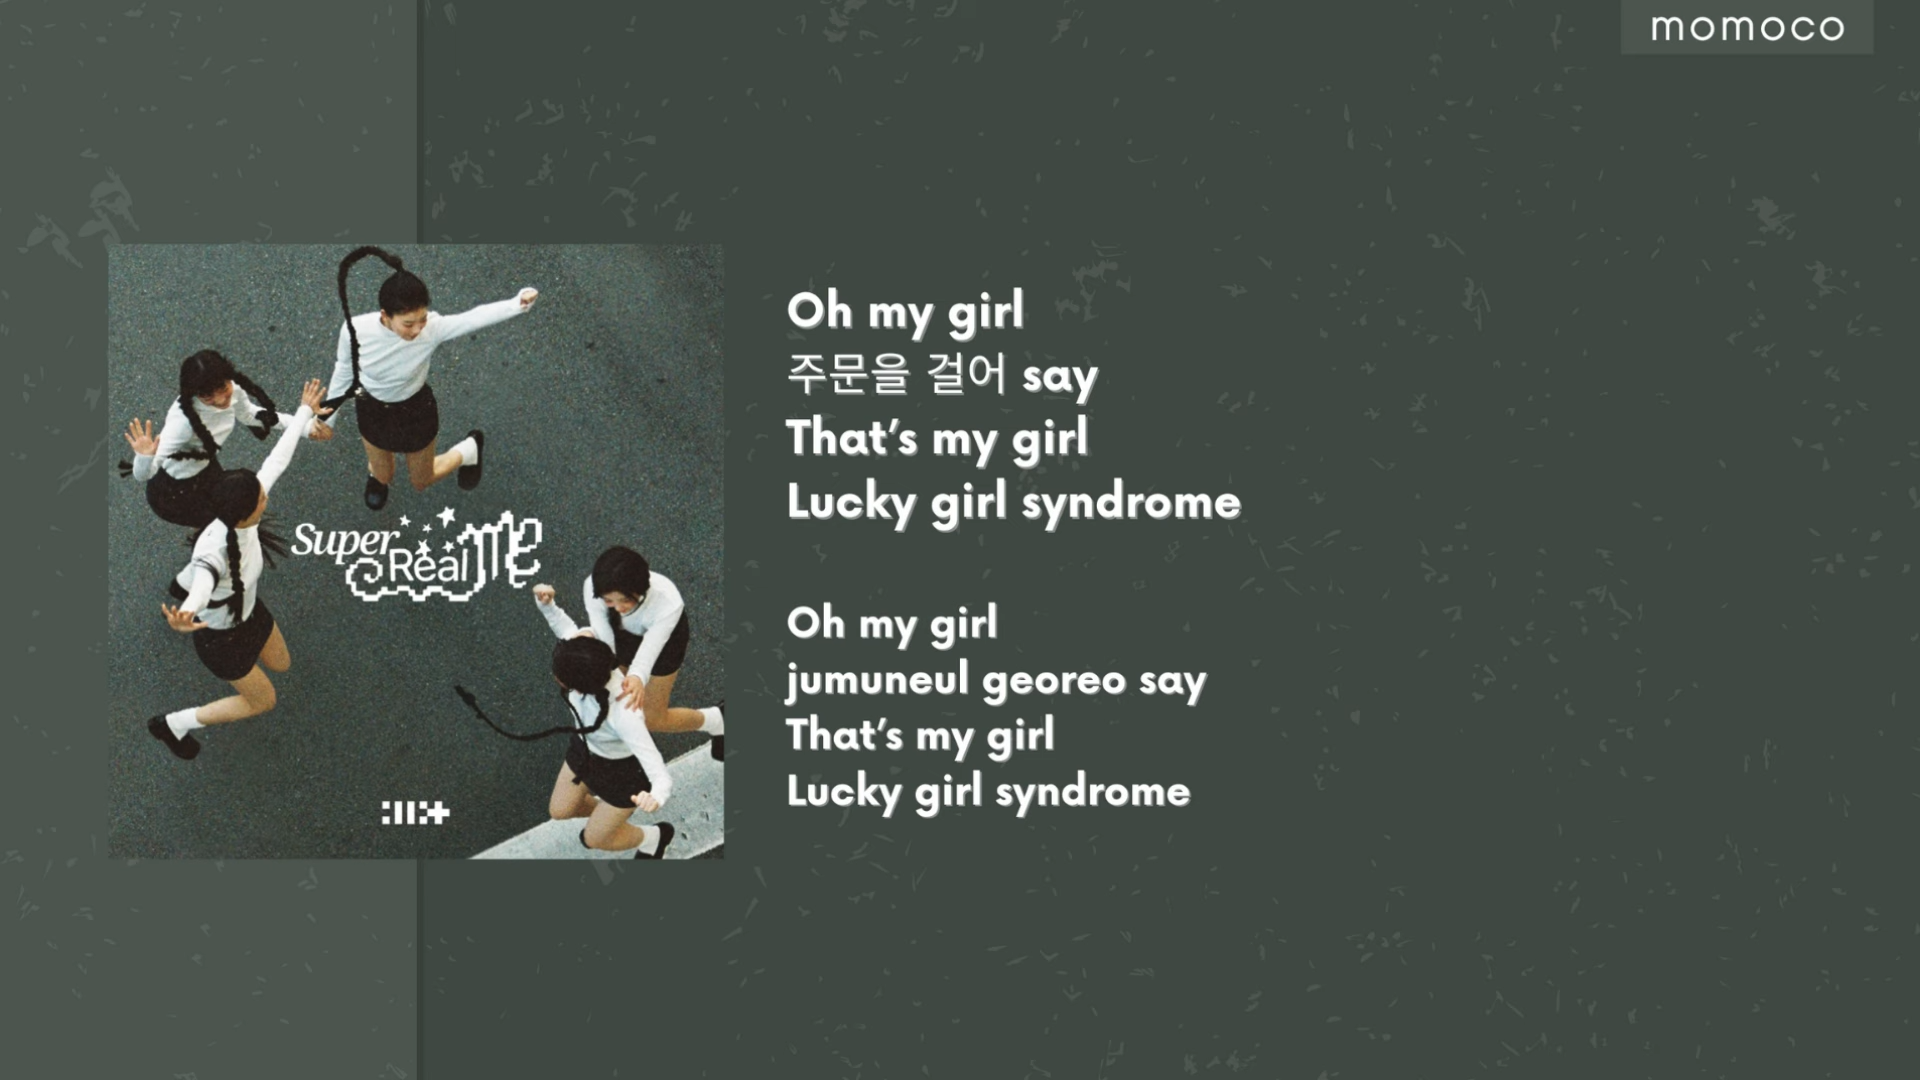 momoco
Super
Real Me
Oh my girl
주문을 걸어 say
That's my girl
Lucky girl syndrome
Oh my girl
jumuneul georeo say
That's my girl
Lucky girl syndrome